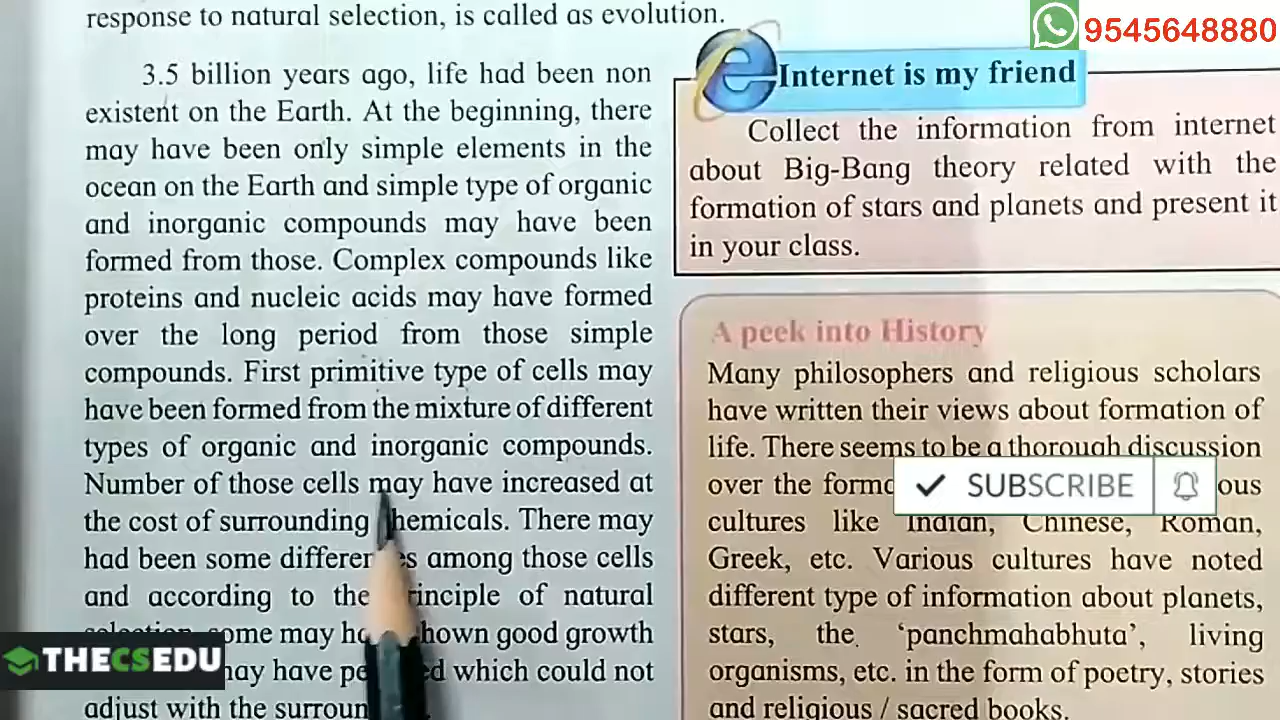 response to natural selection, is called as evolution.
3.5 billion years ago, life had been non
existent on the Earth. At the beginning, there
may have been only simple elements in the
ocean on the Earth and simple type of organic
and inorganic compounds may have been
formed from those. Complex compounds like
proteins and nucleic acids may have formed
over the long period from those simple
compounds. First primitive type of cells may
have been formed from the mixture of different
types of organic and inorganic compounds.
Number of those cells may have increased at
the cost of surrounding chemicals. There may
had been some differences among those cells
and according to the principle of natural
some may have shown good growth
may have which could not
adjust with the
9545648880
Internet is my friend
Collect the information from internet
about Big-Bang theory related with the
formation of stars and planets and present it
in your class.
A peek into History
Many philosophers and religious scholars
have written their views about formation of
life. There seems to be a thorough discussion
over the
SUBSCRIBE
cultures like Indian, Chinese, Roman,
Greek, etc. Various cultures have noted
different type of information about planets,
stars, the 'panchmahabhuta', living
organisms, etc. in the form of poetry, stories
and religious / sacred books.
THECSEDU